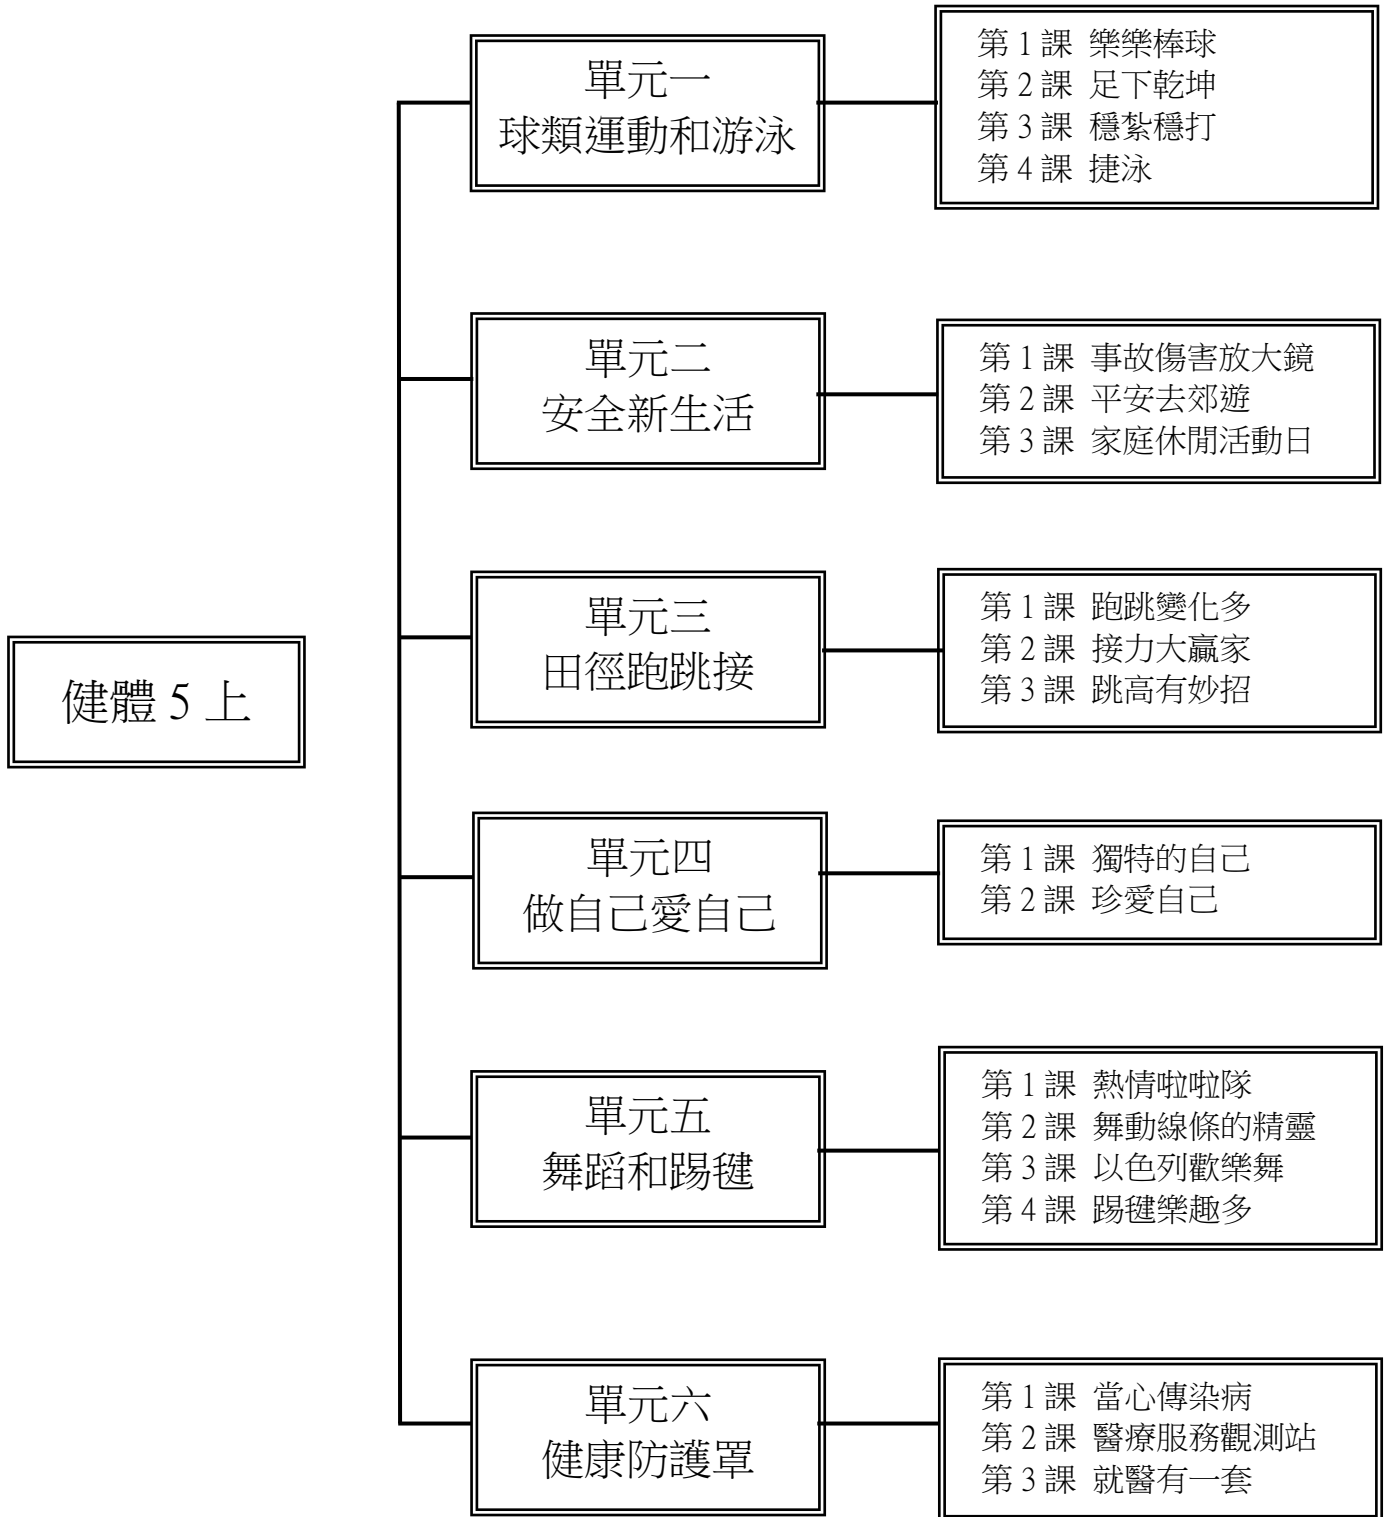 健體 5 上
單元一
球類運動和游泳
第 1 課 樂樂棒球
第 2 課 足下乾坤
第 3 課 穩紮穩打
第 4 課 捷泳
單元二
安全新生活
第 1 課 事故傷害放大鏡
第 2 課 平安去郊遊
第 3 課 家庭休閒活動日
單元三
田徑跑跳接
第 1 課 跑跳變化多
第 2 課 接力大贏家
第 3 課 跳高有妙招
單元四
做自己愛自己
第 1 課 獨特的自己
第 2 課 珍愛自己
單元五
舞蹈和踢毽
第 1 課 熱情啦啦隊
第 2 課 舞動線條的精靈
第 3 課 以色列歡樂舞
第 4 課 踢毽樂趣多
單元六
健康防護罩
第 1 課 當心傳染病
第 2 課 醫療服務觀測站
第 3 課 就醫有一套